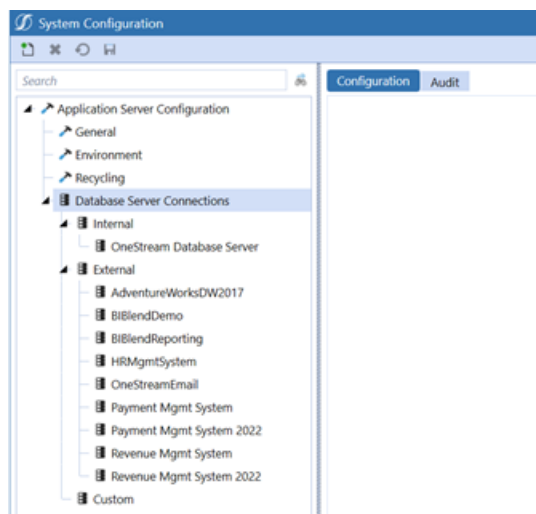 System Configuration
Search
Configuration
Audit
Application Server Configuration
General
Environment
Recycling
Database Server Connections
Internal
OneStream Database Server
External
AdventureWorksDW2017
BIBlendDemo
BIBlendReporting
HRMgmtSystem
OneStreamEmail
Payment Mgmt System
Payment Mgmt System 2022
Revenue Mgmt System
Revenue Mgmt System 2022
Custom